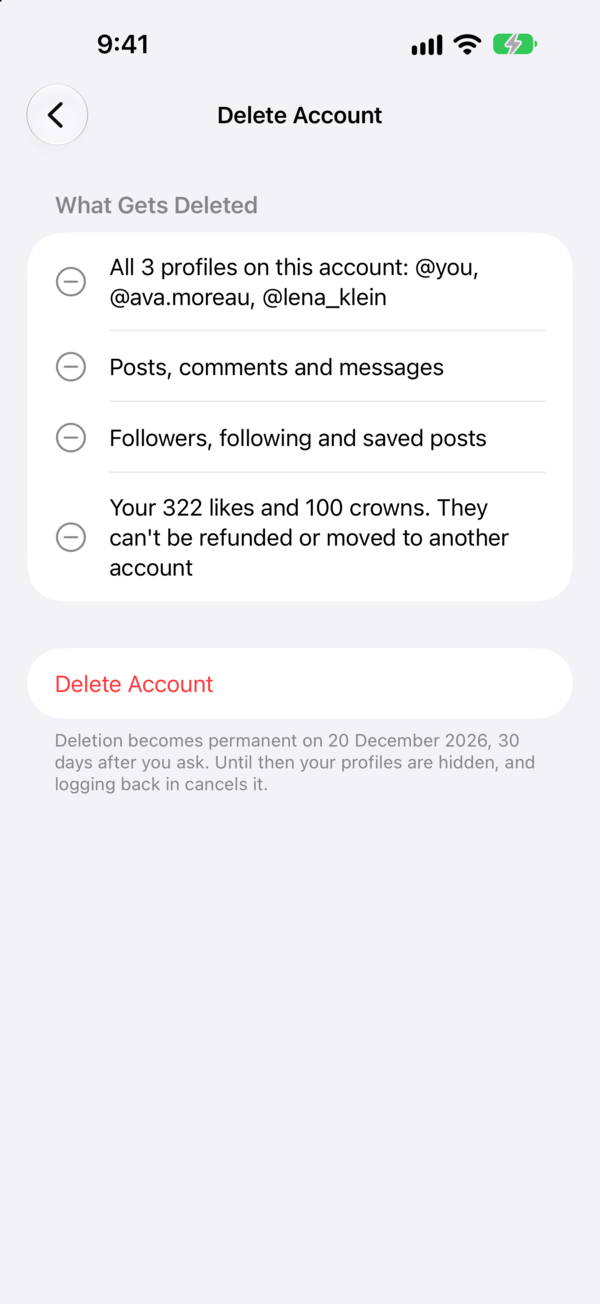 9:41
Delete Account
What Gets Deleted
All 3 profiles on this account: @you,
@ava.moreau, @lena_klein
Posts, comments and messages
Followers, following and saved posts
Your 322 likes and 100 crowns. They
can't be refunded or moved to another
account
Delete Account
Deletion becomes permanent on 20 December 2026, 30
days after you ask. Until then your profiles are hidden, and
logging back in cancels it.